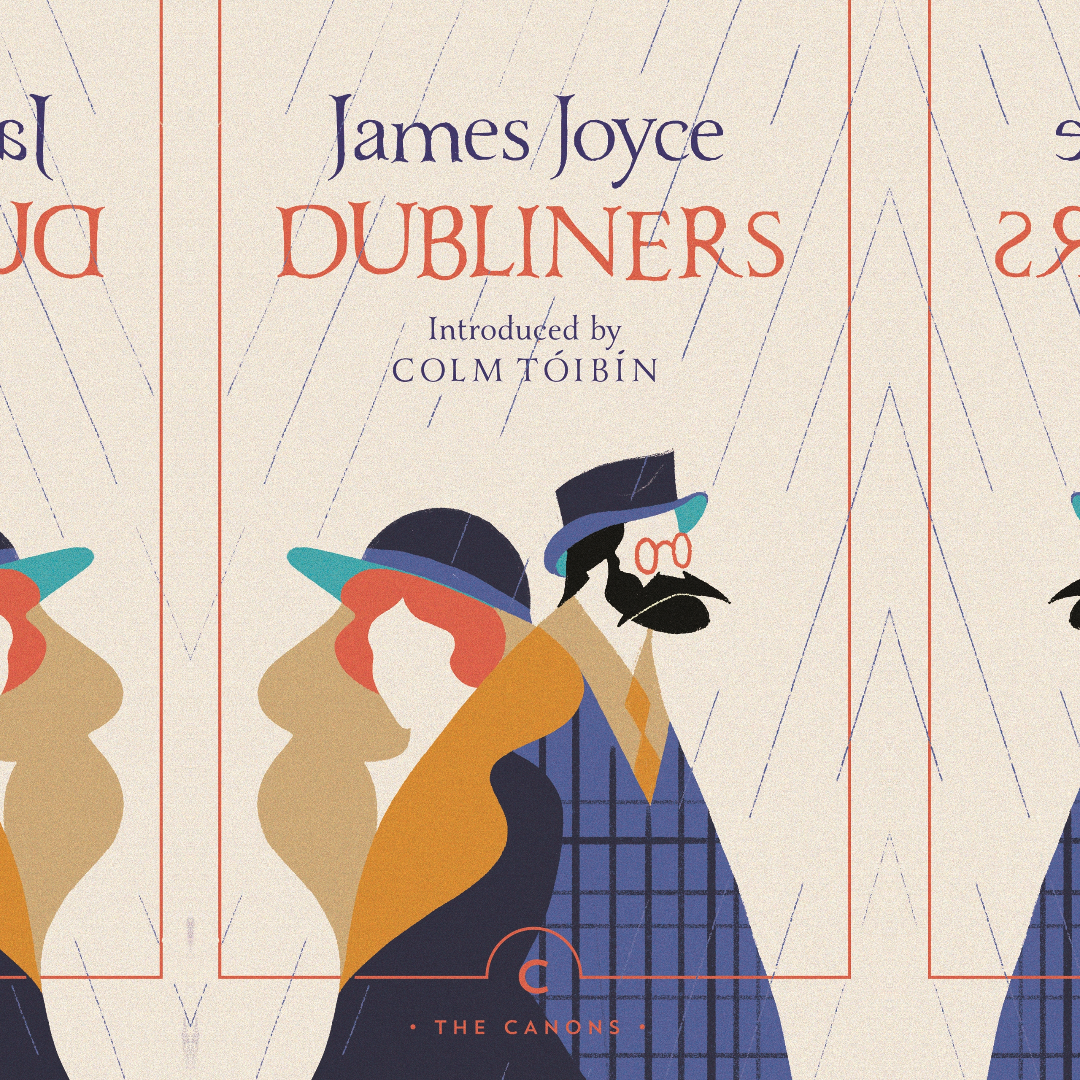 James Joyce
DUBLINERS
Introduced by
COLM TÓIBÍN
C
• THE CANONS •